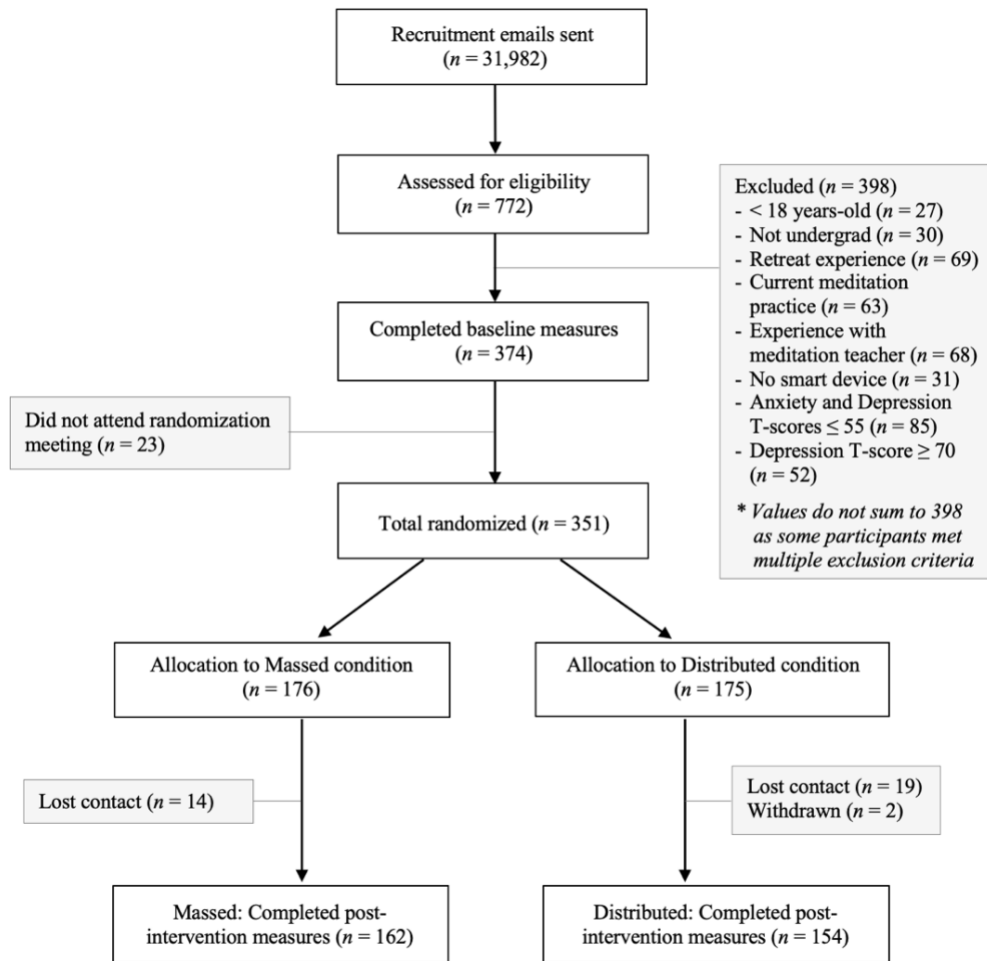 Recruitment emails sent
(n = 31,982)
Assessed for eligibility
(n = 772)
Excluded (n = 398)
- < 18 years-old (n = 27)
- Not undergrad (n = 30)
- Retreat experience (n = 69)
- Current meditation
practice (n = 63)
- Experience with
meditation teacher (n = 68)
- No smart device (n = 31)
- Anxiety and Depression
T-scores ≤ 55 (n = 85)
- Depression T-score ≥ 70
(n = 52)
* Values do not sum to 398
as some participants met
multiple exclusion criteria
Completed baseline measures
(n = 374)
Did not attend randomization
meeting (n = 23)
Total randomized (n = 351)
Allocation to Massed condition
(n = 176)
Allocation to Distributed condition
(n = 175)
Lost contact (n = 14)
Lost contact (n = 19)
Withdrawn (n = 2)
Massed: Completed post-
intervention measures (n = 162)
Distributed: Completed post-
intervention measures (n = 154)